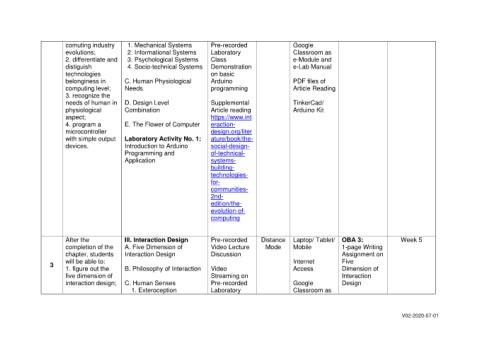 comuting industry
evolutions;
2. differentiate and
distiguish
technologies
belonginess in
computing level;
3. recognize the
needs of human in
physiological
aspect;
4. program a
microcontroller
with simple output
devices.
1. Mechanical Systems
2. Informational Systems
3. Psychological Systems
4. Socio-technical Systems
C. Human Physiological
Needs
D. Design Level
Combination
E. The Flower of Computer
Laboratory Activity No. 1:
Introduction to Arduino
Programming and
Application
Pre-recorded
Laboratory
Class
Demonstration
on basic
Arduino
programming
Supplemental
Article reading
https://www.int
eraction-
design.org/liter
ature/book/the-
social-design-
of-technical-
systems-
building-
technologies-
for-
communities-
2nd-
edition/the-
evolution-of-
computing
Google
Classroom as
e-Module and
e-Lab Manual
PDF files of
Article Reading
TinkerCad/
Arduino Kit
3
After the
completion of the
chapter, students
will be able to:
1. figure out the
five dimension of
interaction design;
III. Interaction Design
A. Five Dimension of
Interaction Design
B. Philosophy of Interaction
C. Human Senses
1. Exteroception
Pre-recorded
Video Lecture
Discussion
Video
Streaming on
Pre-recorded
Laboratory
Distance
Mode
Laptop/ Tablet/
Mobile
Internet
Access
Google
Classroom as
OBA 3:
1-page Writing
Assignment on
Five
Dimension of
Interaction
Design
Week 5
V02-2020-07-01